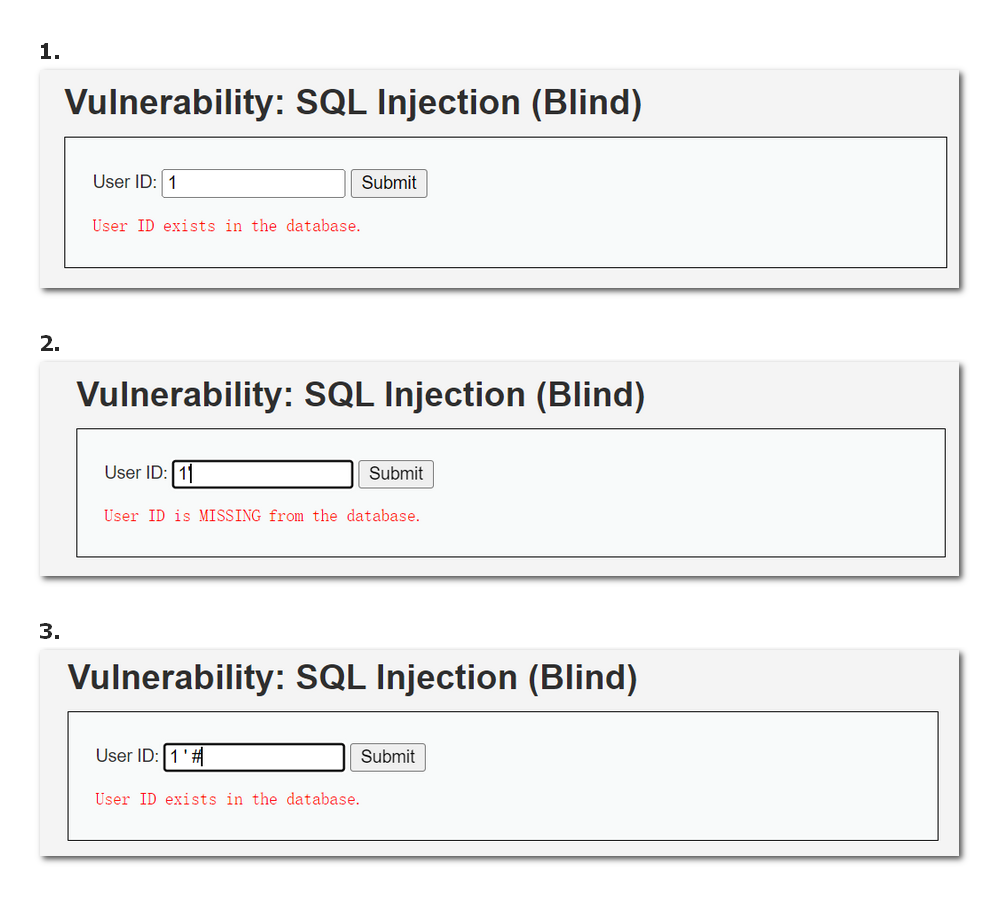 1.
Vulnerability: SQL Injection (Blind)
User ID: 1 Submit
User ID exists in the database.
2.
Vulnerability: SQL Injection (Blind)
User ID: 1' Submit
User ID is MISSING from the database.
3.
Vulnerability: SQL Injection (Blind)
User ID: 1 ' # Submit
User ID exists in the database.